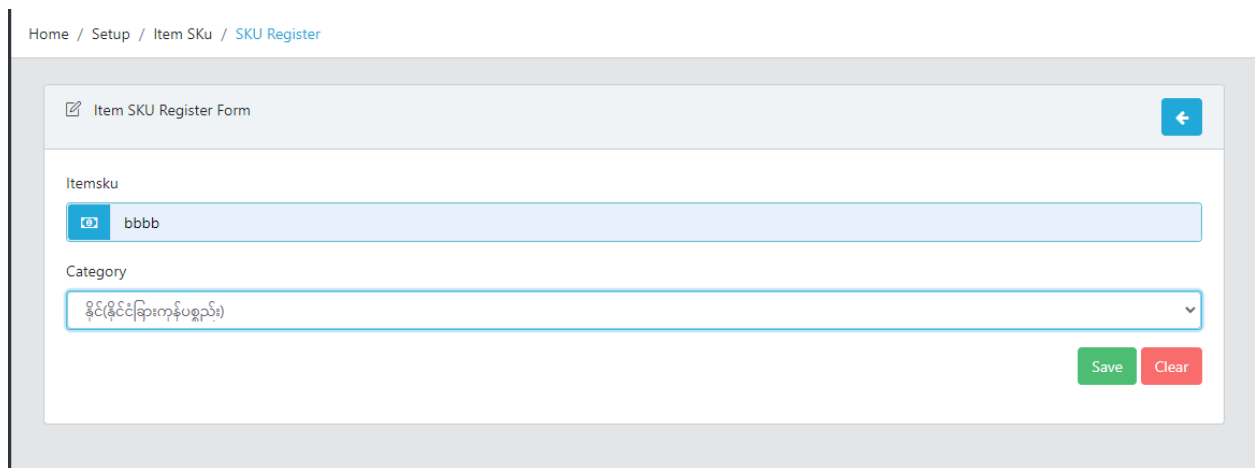 Home / Setup / Item SKu / SKU Register
Item SKU Register Form
Itemsku
bbbb
Category
နိုင်(နိုင်ငံခြားကုန်ပစ္စည်း)
Save Clear